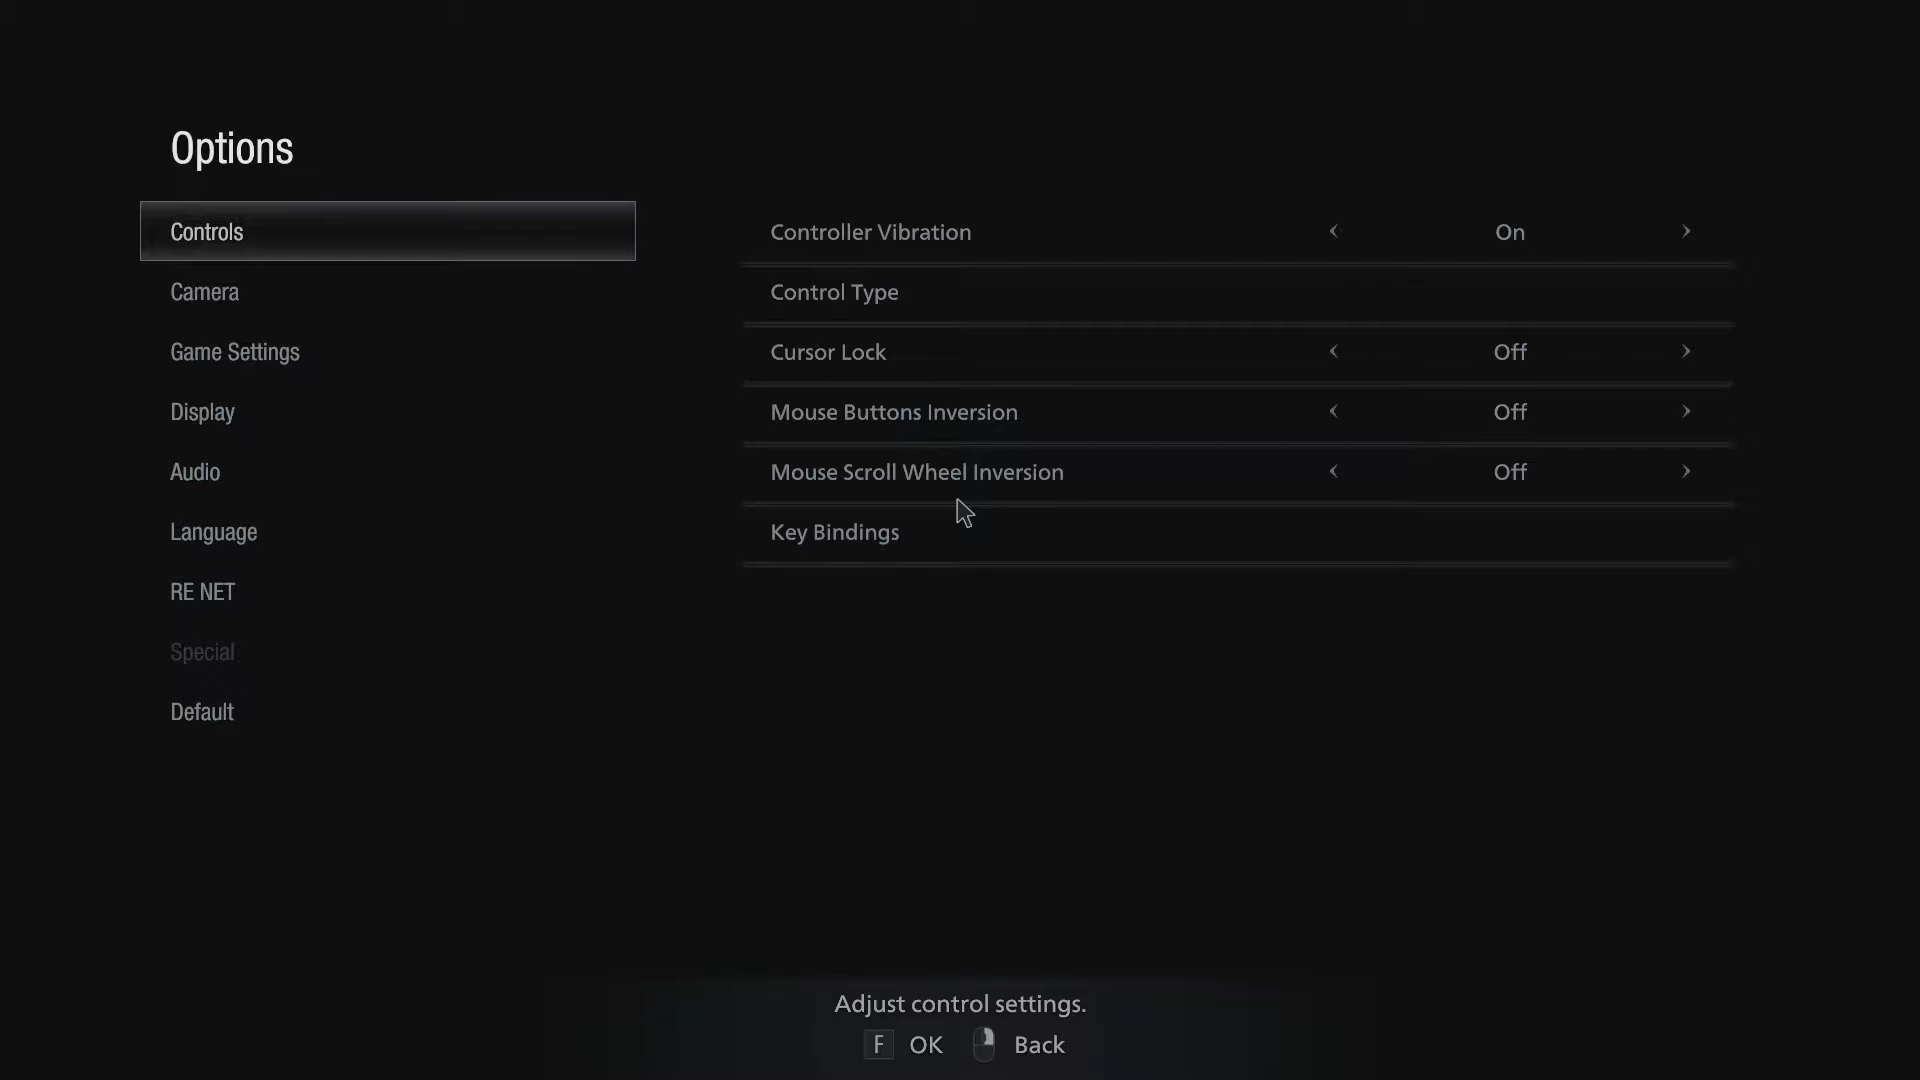 Options
Controls
Camera
Game Settings
Display
Audio
Language
RE NET
Special
Default
Controller Vibration On
Control Type
Cursor Lock Off
Mouse Buttons Inversion Off
Mouse Scroll Wheel Inversion Off
Key Bindings
Adjust control settings.
F OK Back